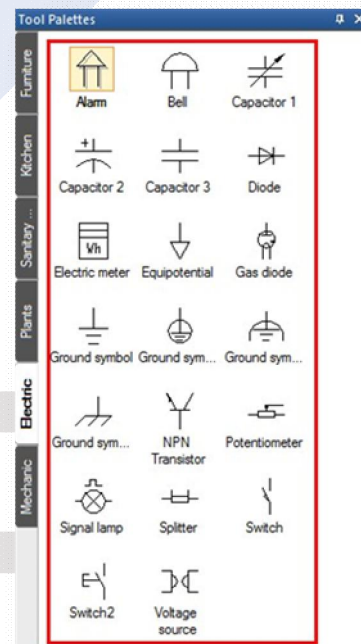 Tool Palettes
Furniture
Kitchen
Sanitary ...
Plants
Electric
Mechanic
Alarm
Bell
Capacitor 1
+
Capacitor 2
Capacitor 3
Diode
Wh
Electric meter
Equipotential
Gas diode
Ground symbol
Ground sym...
Ground sym...
Ground sym...
NPN
Transistor
Potentiometer
Signal lamp
Splitter
Switch
Switch2
Voltage
source